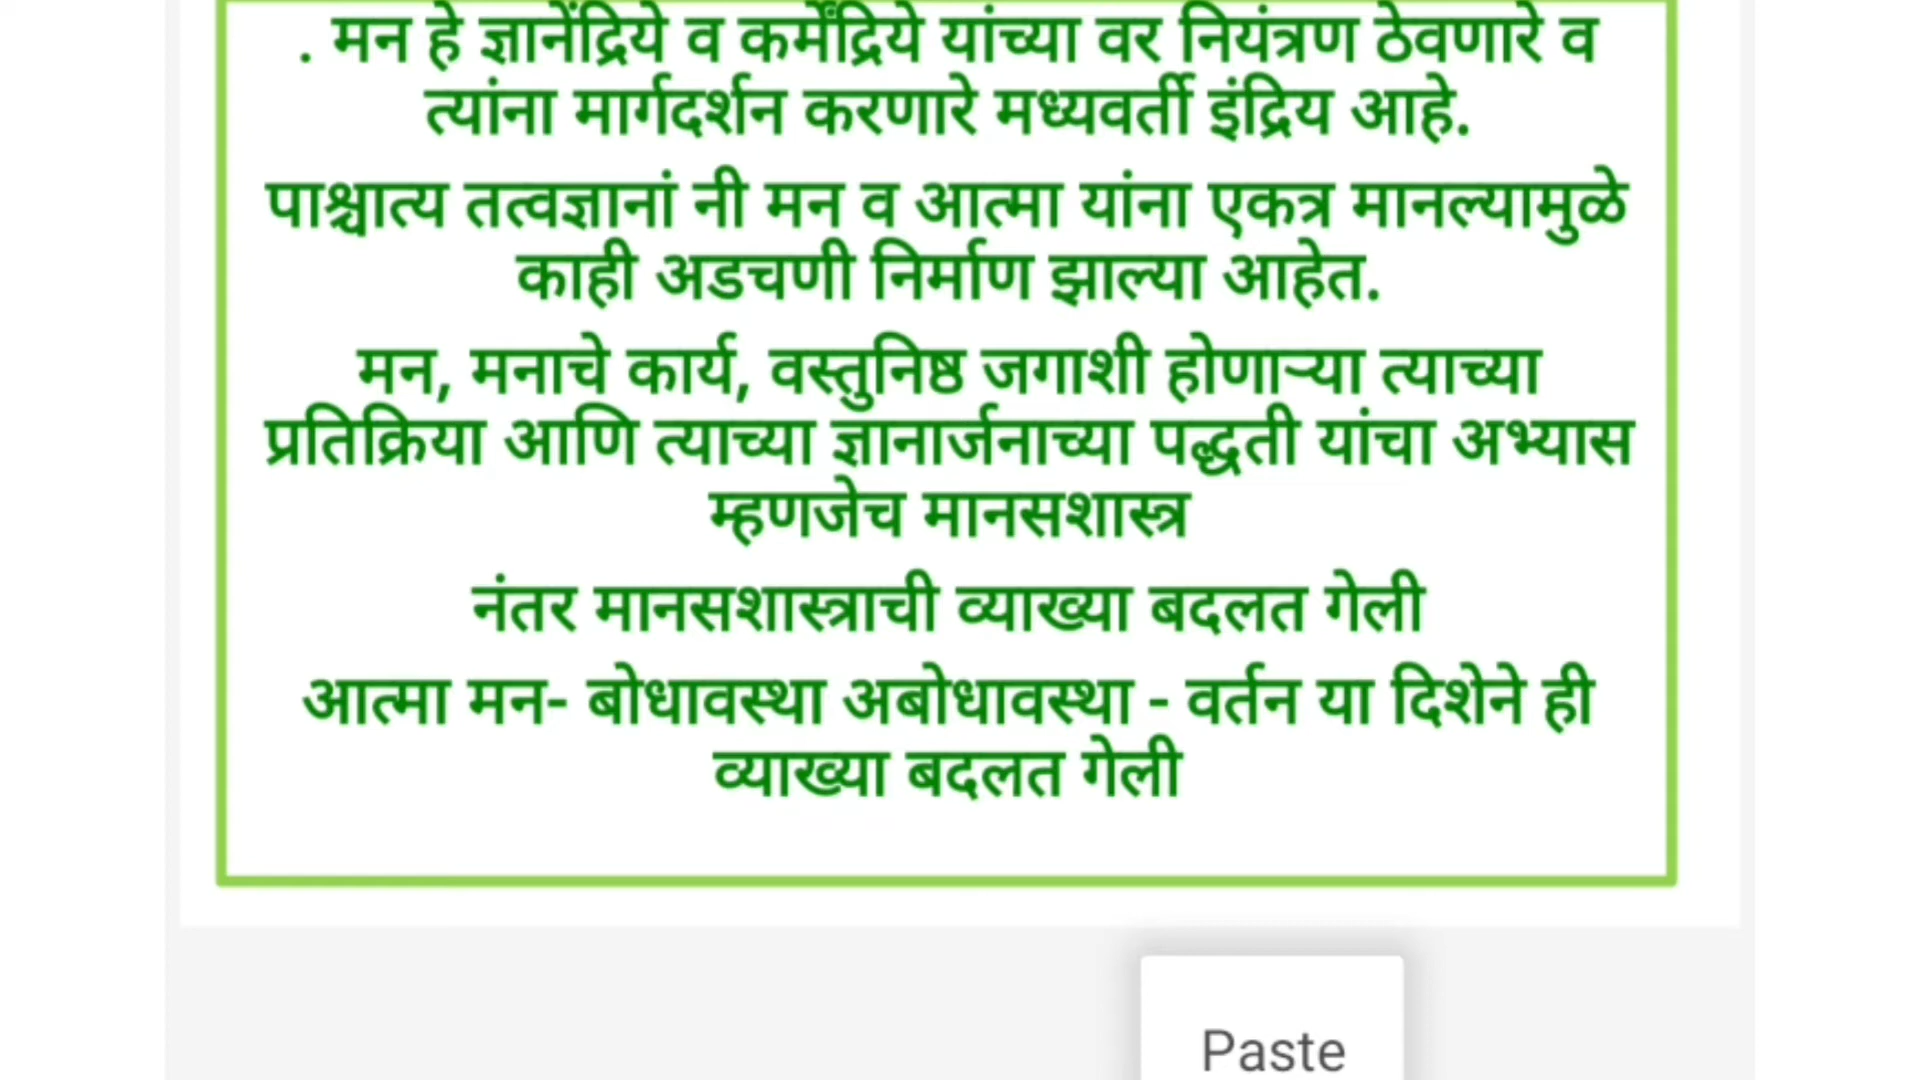 . मन हे ज्ञानेंद्रिये व कर्मेंद्रिये यांच्या वर नियंत्रण ठेवणारे व
त्यांना मार्गदर्शन करणारे मध्यवर्ती इंद्रिय आहे.
पाश्चात्य तत्वज्ञानां नी मन व आत्मा यांना एकत्र मानल्यामुळे
काही अडचणी निर्माण झाल्या आहेत.
मन, मनाचे कार्य, वस्तुनिष्ठ जगाशी होणाऱ्या त्याच्या
प्रतिक्रिया आणि त्याच्या ज्ञानार्जनाच्या पद्धती यांचा अभ्यास
म्हणजेच मानसशास्त्र
नंतर मानसशास्त्राची व्याख्या बदलत गेली
आत्मा मन- बोधावस्था अबोधावस्था - वर्तन या दिशेने ही
व्याख्या बदलत गेली
Paste